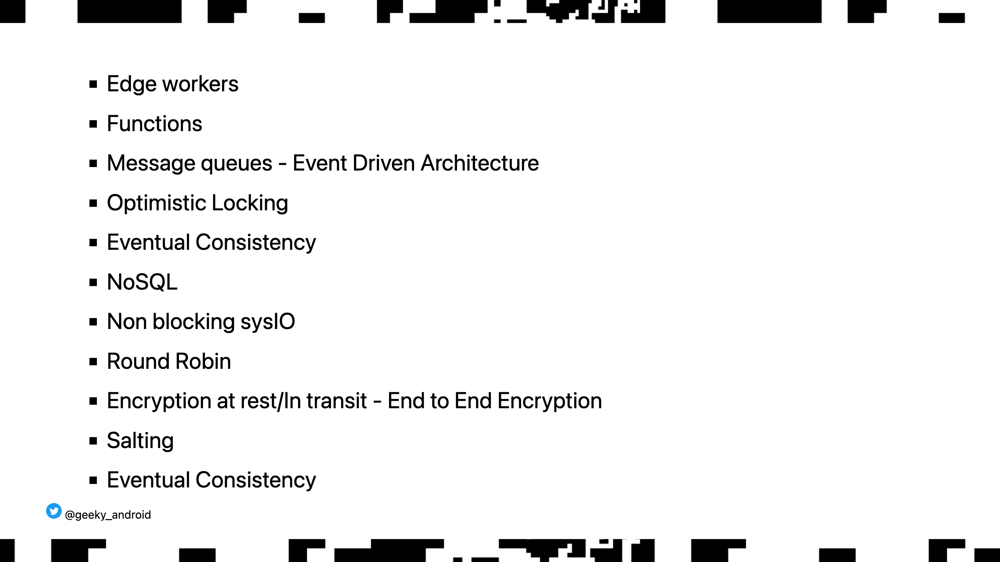 Edge workers
Functions
Message queues - Event Driven Architecture
Optimistic Locking
Eventual Consistency
NoSQL
Non blocking sysIO
Round Robin
Encryption at rest/In transit - End to End Encryption
Salting
Eventual Consistency
@geeky_android